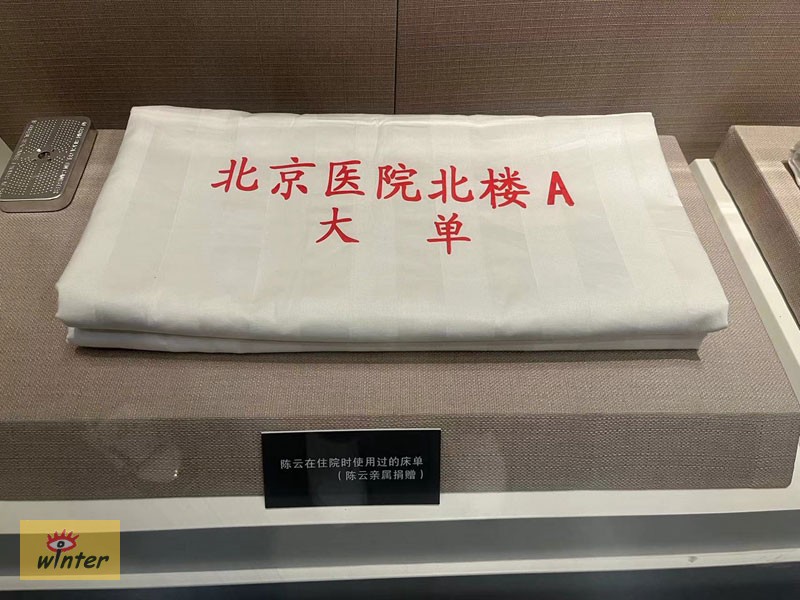 北京医院北楼A
大 单
陈云在住院时使用过的床单
（陈云亲属捐赠）
winter